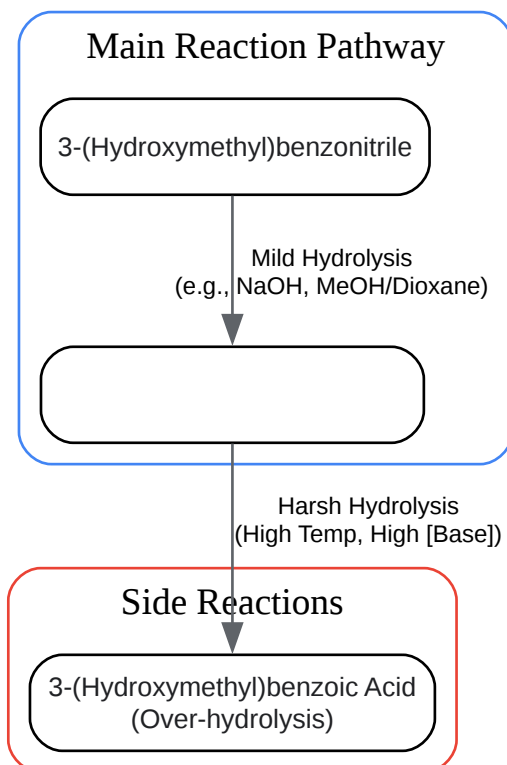 Main Reaction Pathway
3-(Hydroxymethyl)benzonitrile
Mild Hydrolysis
(e.g., NaOH, MeOH/Dioxane)
Harsh Hydrolysis
(High Temp, High [Base])
Side Reactions
3-(Hydroxymethyl)benzoic Acid
(Over-hydrolysis)